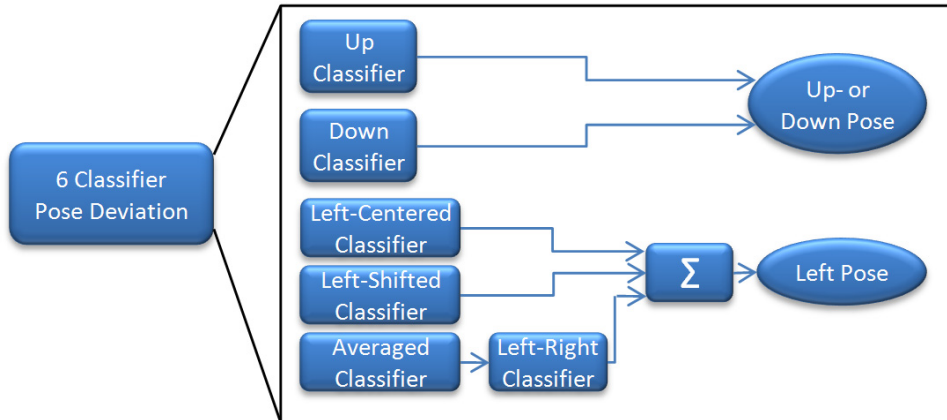 6 Classifier
Pose Deviation
Up
Classifier
Down
Classifier
Up- or
Down Pose
Left-Centered
Classifier
Left-Shifted
Classifier
Averaged
Classifier
Left-Right
Classifier
Σ
Left Pose